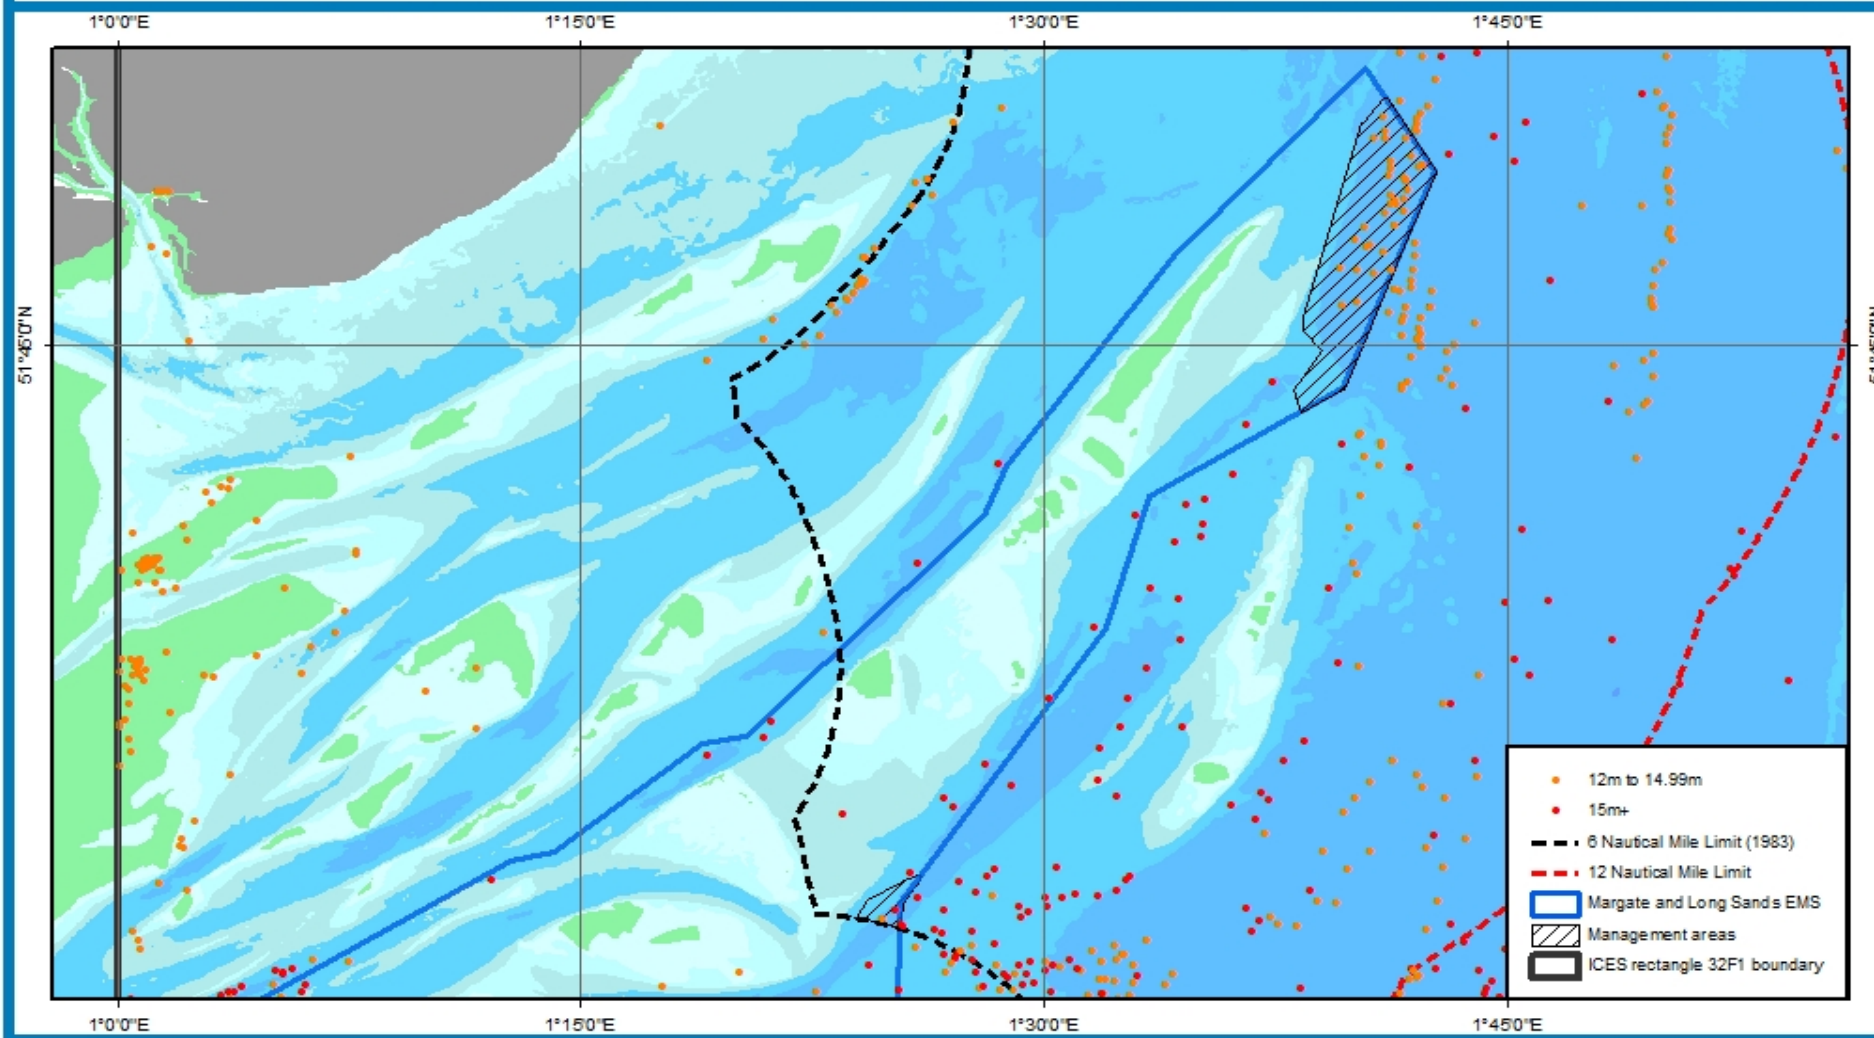 1°0'0"E 1°15'0"E 1°30'0"E 1°45'0"E
51°45'0"N
12m to 14.99m
15m+
6 Nautical Mile Limit (1983)
12 Nautical Mile Limit
Margate and Long Sands EMS
Management areas
ICES rectangle 32F1 boundary
1°0'0"E 1°15'0"E 1°30'0"E 1°45'0"E